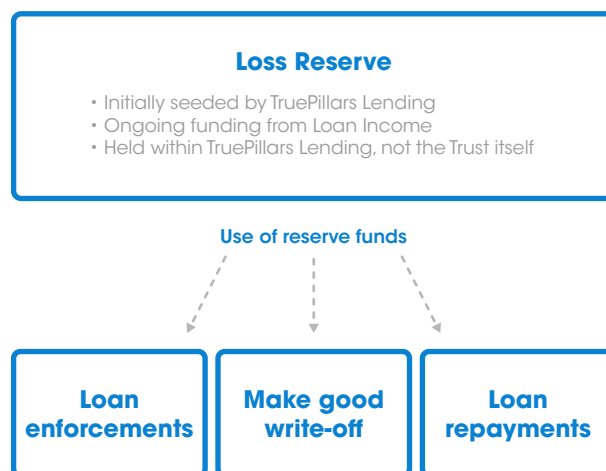 Loss Reserve
• Initially seeded by TruePillars Lending
• Ongoing funding from Loan Income
• Held within TruePillars Lending, not the Trust itself
Use of reserve funds
Loan
enforcements
Make good
write-off
Loan
repayments